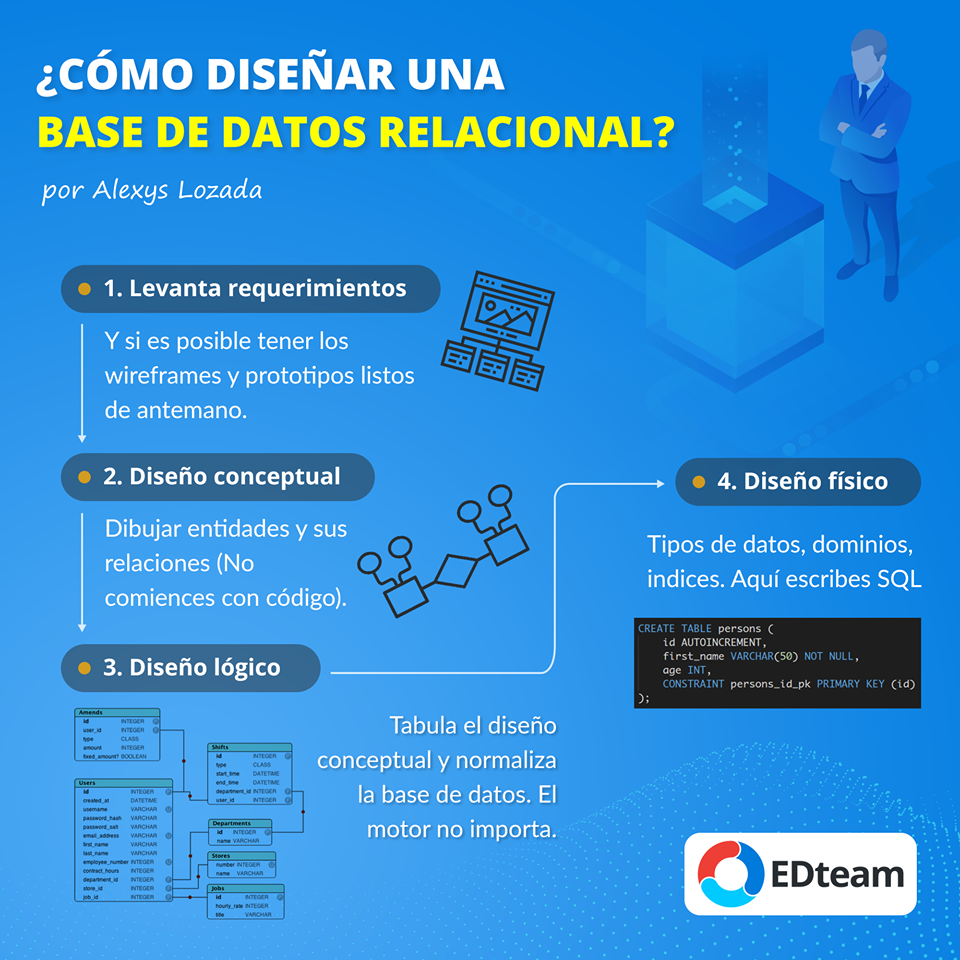 ¿CÓMO DISEÑAR UNA
BASE DE DATOS RELACIONAL?
por Alexys Lozada
1. Levanta requerimientos
Y si es posible tener los
wireframes y prototipos listos
de antemano.
2. Diseño conceptual
Dibujar entidades y sus
relaciones (No
comiences con código).
3. Diseño lógico
Amends
id INTEGER
user_id INTEGER
type CLASS
amount INTEGER
fixed_amount? BOOLEAN
Users
id INTEGER
created_at DATETIME
username VARCHAR
password_hash VARCHAR
password_salt VARCHAR
email_address VARCHAR
first_name VARCHAR
last_name VARCHAR
employee_number INTEGER
contract_hours INTEGER
department_id INTEGER
store_id INTEGER
job_id INTEGER
Shifts
id INTEGER
type CLASS
start_time DATETIME
end_time DATETIME
department_id INTEGER
user_id INTEGER
Departments
id INTEGER
name VARCHAR
Stores
number INTEGER
name VARCHAR
Jobs
id INTEGER
hourly_rate INTEGER
title VARCHAR
Tabula el diseño
conceptual y normaliza
la base de datos. El
motor no importa.
4. Diseño físico
Tipos de datos, dominios,
indices. Aquí escribes SQL
CREATE TABLE persons (
id AUTOINCREMENT,
first_name VARCHAR(50) NOT NULL,
age INT,
CONSTRAINT persons_id_pk PRIMARY KEY (id)
);
EDteam